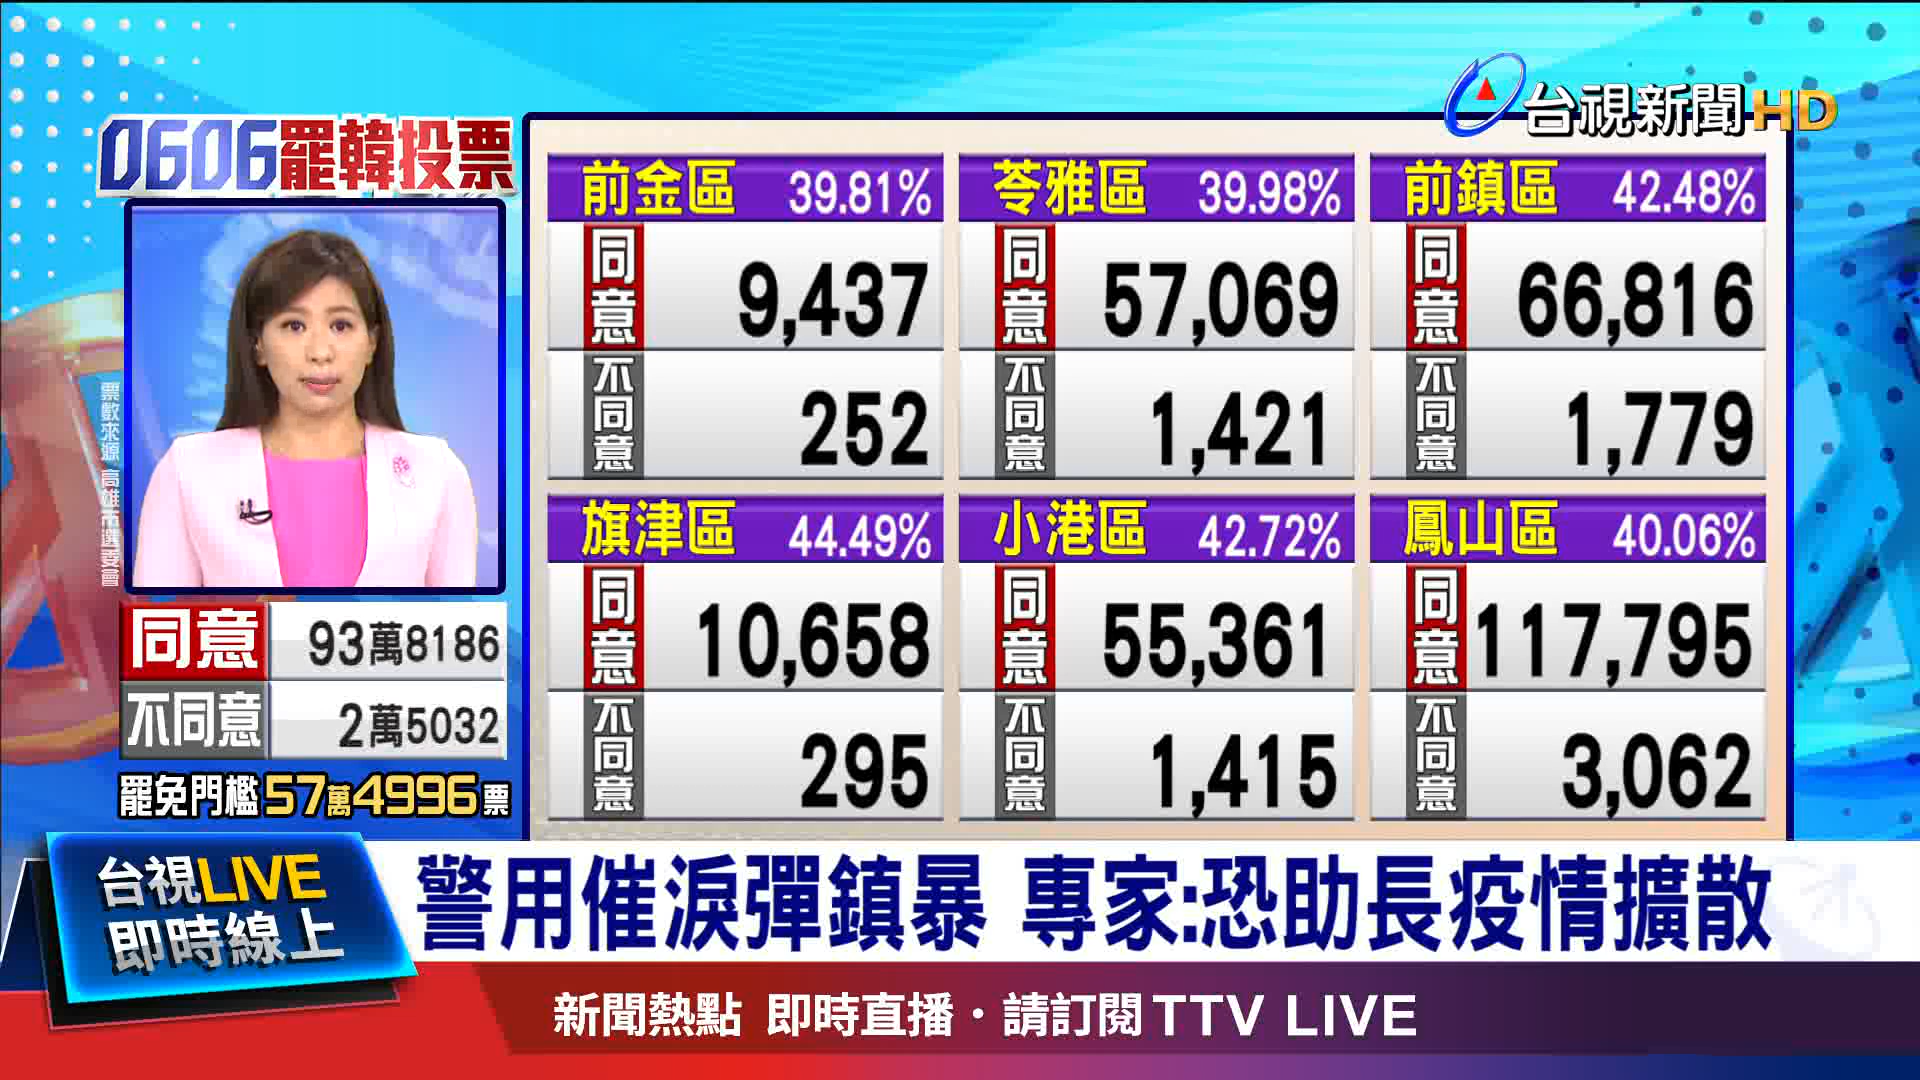 台視新聞HD
0606罷韓投票
票數來源 高雄市選委會
同意 93萬8186
不同意 2萬5032
罷免門檻57萬4996票
前金區 39.81%
同意 9,437
不同意 252
苓雅區 39.98%
同意 57,069
不同意 1,421
前鎮區 42.48%
同意 66,816
不同意 1,779
旗津區 44.49%
同意 10,658
不同意 295
小港區 42.72%
同意 55,361
不同意 1,415
鳳山區 40.06%
同意 117,795
不同意 3,062
台視LIVE
即時線上
警用催淚彈鎮暴 專家:恐助長疫情擴散
新聞熱點 即時直播・請訂閱TTV LIVE